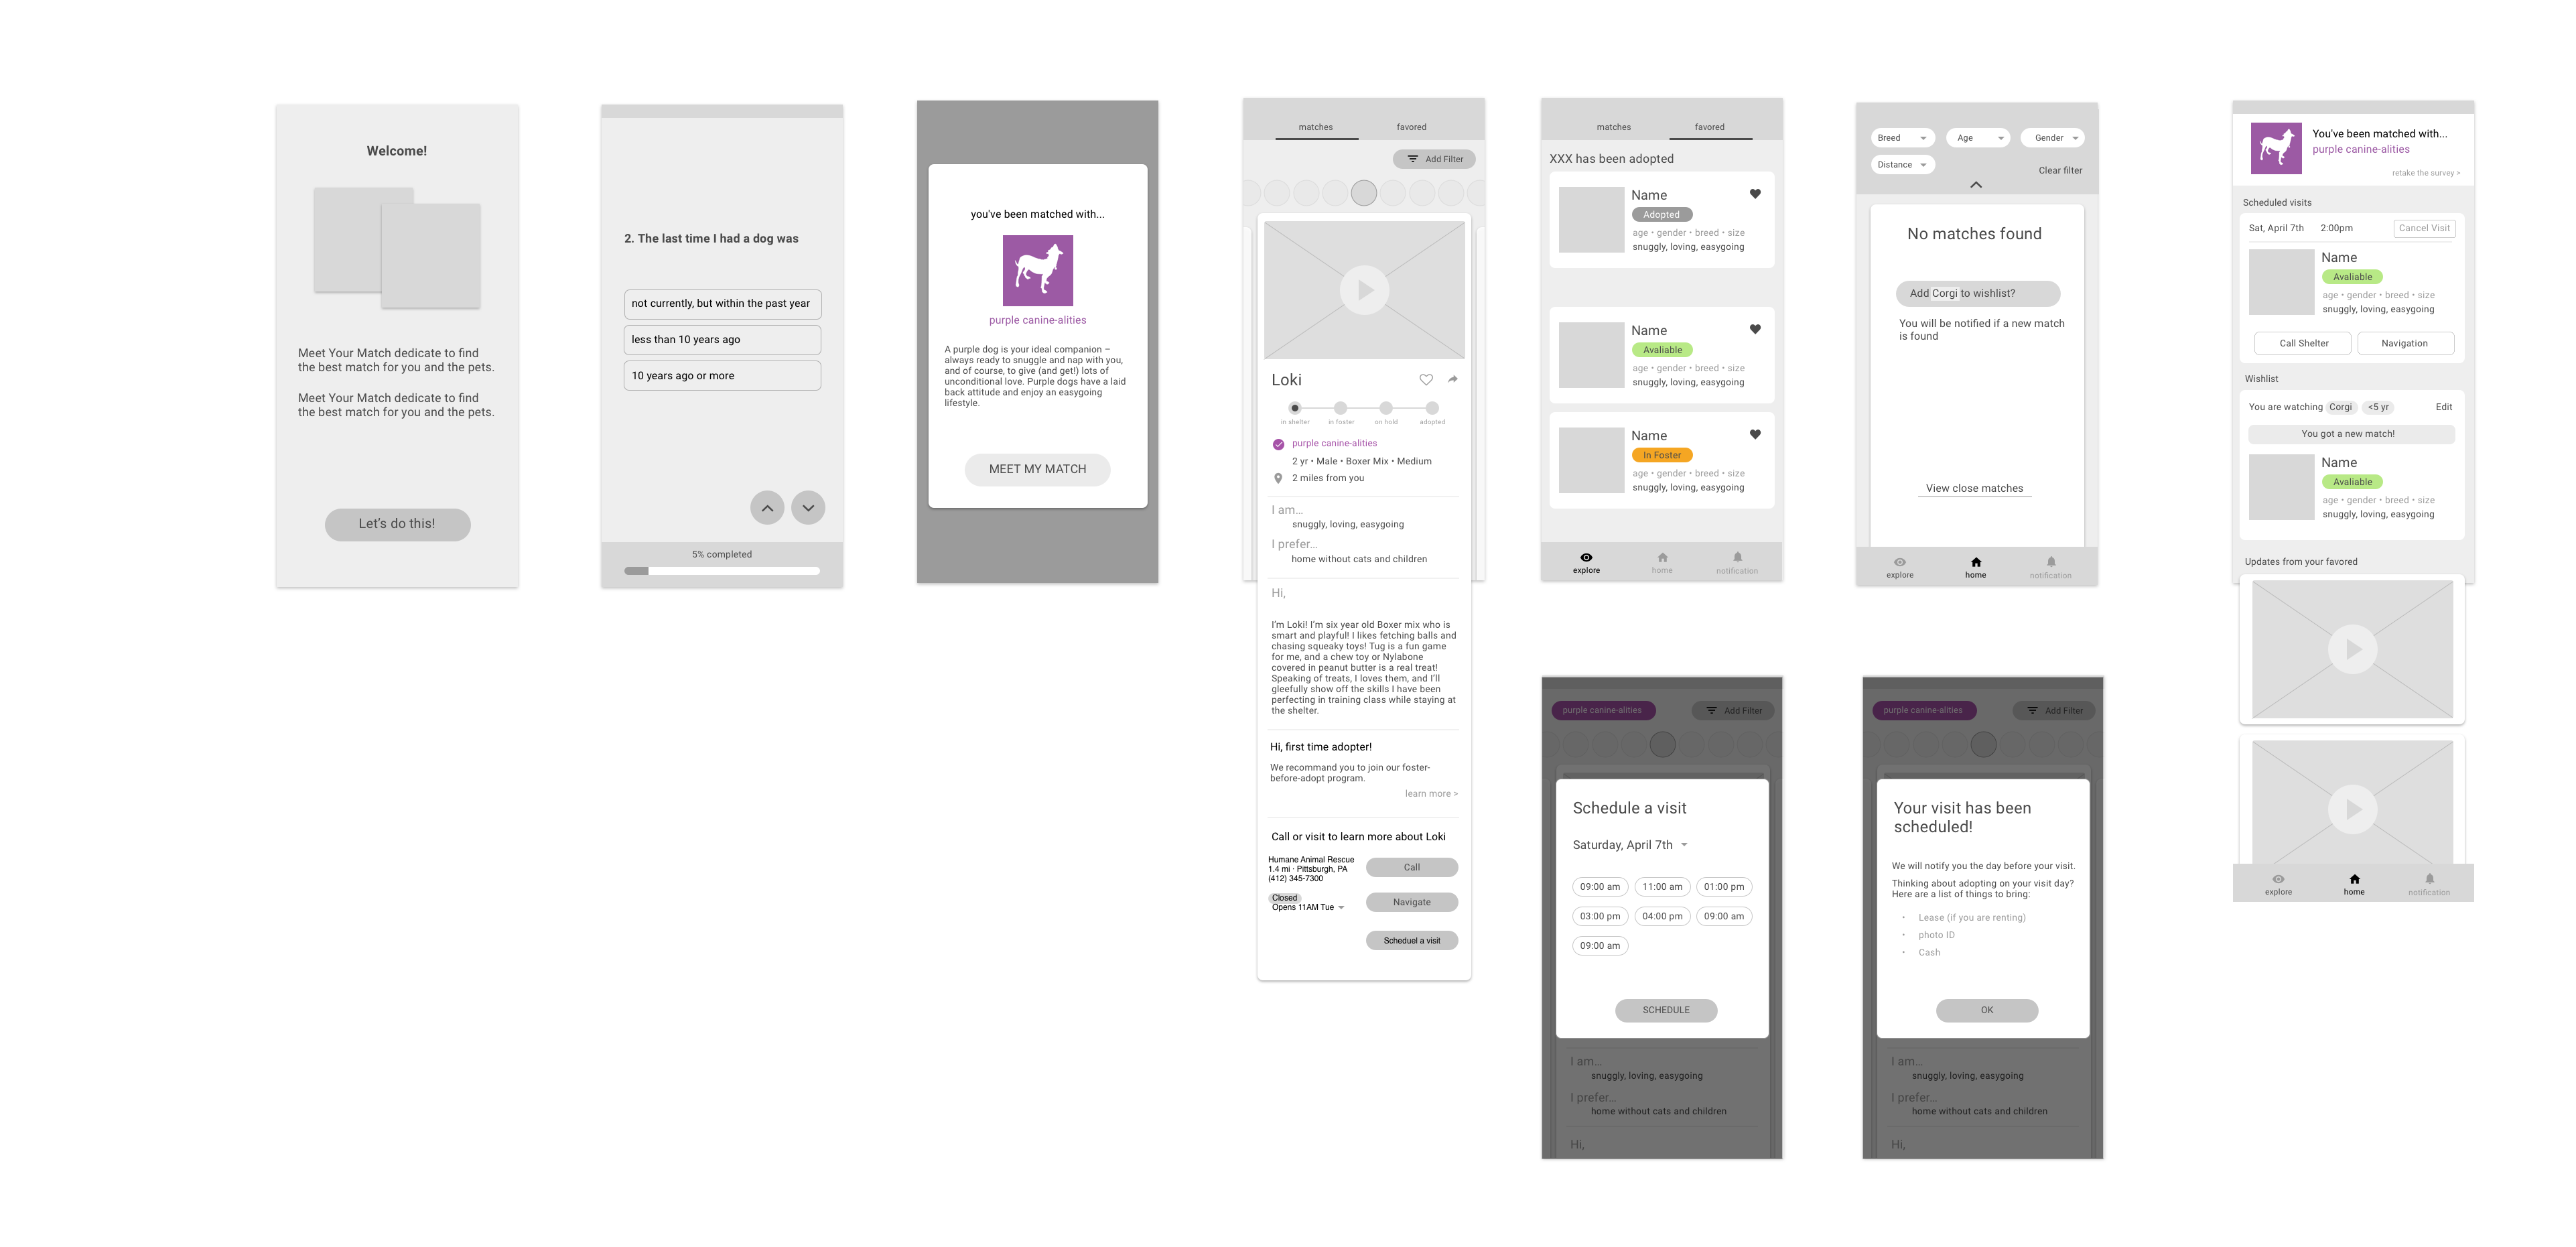 Welcome!
Meet Your Match dedicate to find
the best match for you and the pets.
Meet Your Match dedicate to find
the best match for you and the pets.
Let's do this!
2. The last time I had a dog was
not currently, but within the past year
less than 10 years ago
10 years ago or more
5% completed
you've been matched with...
purple canine-alities
A purple dog is your ideal companion –
always ready to snuggle and nap with you,
and of course, to give (and get!) lots of
unconditional love. Purple dogs have a laid
back attitude and enjoy an easygoing
lifestyle.
MEET MY MATCH
matches favored
Add Filter
Loki
in shelter in foster on hold adopted
purple canine-alities
2 yr • Male • Boxer Mix • Medium
2 miles from you
I am...
snuggly, loving, easygoing
I prefer...
home without cats and children
Hi,
I'm Loki! I'm six year old Boxer mix who is
smart and playful! I likes fetching balls and
chasing squeaky toys! Tug is a fun game
for me, and a chew toy or Nylabone
covered in peanut butter is a real treat!
Speaking of treats, I loves them, and I'll
gleefully show off the skills I have been
perfecting in training class while staying at
the shelter.
Hi, first time adopter!
We recommand you to join our foster-
before-adopt program.
learn more >
Call or visit to learn more about Loki
Humane Animal Rescue
1.4 mi · Pittsburgh, PA
(412) 345-7300
Call
Closed
Opens 11AM Tue
Navigate
Scheduel a visit
matches favored
XXX has been adopted
Name
Adopted
age • gender • breed • size
snuggly, loving, easygoing
Name
Avaliable
age • gender • breed • size
snuggly, loving, easygoing
Name
In Foster
age • gender • breed • size
snuggly, loving, easygoing
explore home notification
Breed Age Gender
Distance
Clear filter
No matches found
Add Corgi to wishlist?
You will be notified if a new match
is found
View close matches
explore home notification
purple canine-alities Add Filter
Schedule a visit
Saturday, April 7th
09:00 am 11:00 am 01:00 pm
03:00 pm 04:00 pm 09:00 am
09:00 am
SCHEDULE
I am...
snuggly, loving, easygoing
I prefer...
home without cats and children
Hi,
purple canine-alities Add Filter
Your visit has been
scheduled!
We will notify you the day before your visit.
Thinking about adopting on your visit day?
Here are a list of things to bring:
• Lease (if you are renting)
• photo ID
• Cash
OK
I am...
snuggly, loving, easygoing
I prefer...
home without cats and children
Hi,
You've been matched with...
purple canine-alities
retake the survey >
Scheduled visits
Sat, April 7th 2:00pm Cancel Visit
Name
Avaliable
age • gender • breed • size
snuggly, loving, easygoing
Call Shelter Navigation
Wishlist
You are watching Corgi <5 yr Edit
You got a new match!
Name
Avaliable
age • gender • breed • size
snuggly, loving, easygoing
Updates from your favored
explore home notification